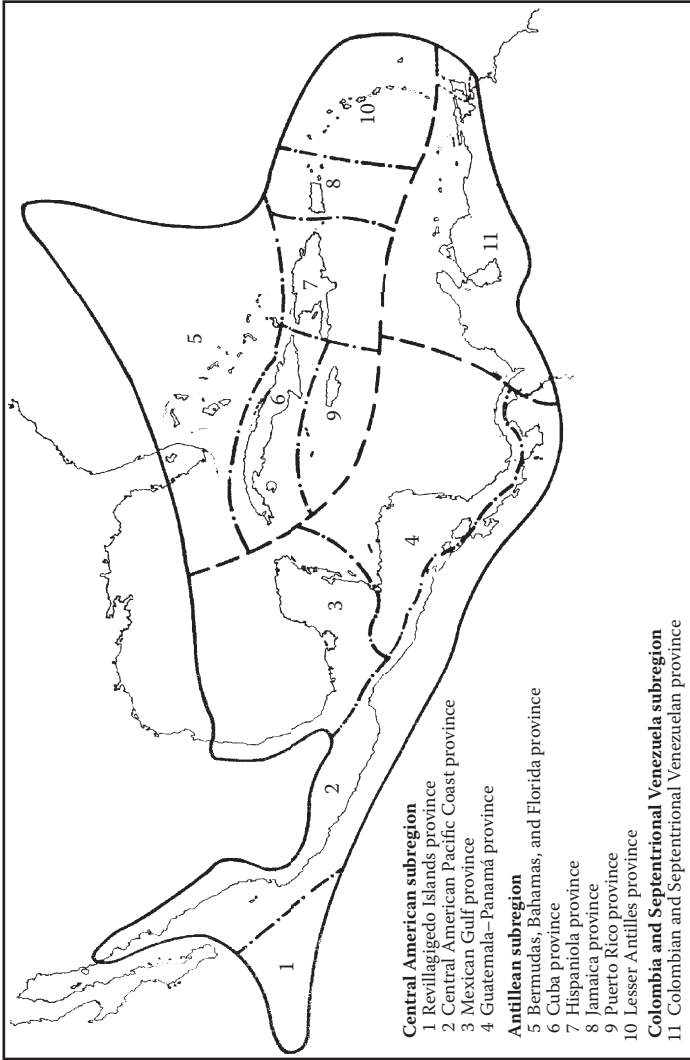 5
10
8
7
6
9
11
4
3
2
1
Central American subregion
1 Revillagigedo Islands province
2 Central American Pacific Coast province
3 Mexican Gulf province
4 Guatemala–Panamá province
Antillean subregion
5 Bermudas, Bahamas, and Florida province
6 Cuba province
7 Hispaniola province
8 Jamaica province
9 Puerto Rico province
10 Lesser Antilles province
Colombia and Septentrional Venezuela subregion
11 Colombian and Septentrional Venezuelan province